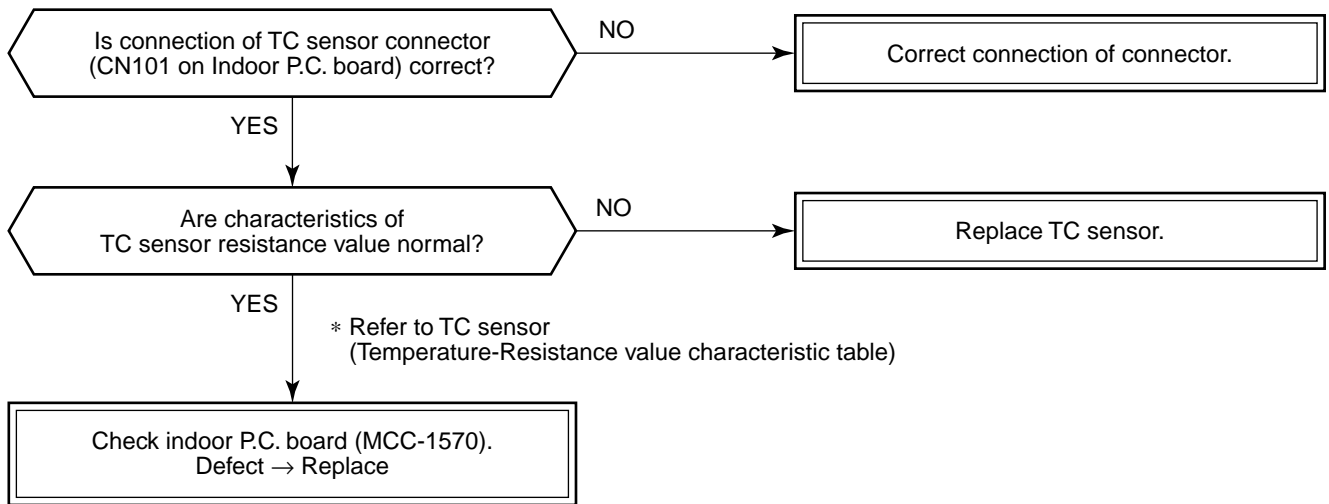 Is connection of TC sensor connector
(CN101 on Indoor P.C. board) correct?
NO
Correct connection of connector.
YES
Are characteristics of
TC sensor resistance value normal?
NO
Replace TC sensor.
YES
* Refer to TC sensor
(Temperature-Resistance value characteristic table)
Check indoor P.C. board (MCC-1570).
Defect → Replace